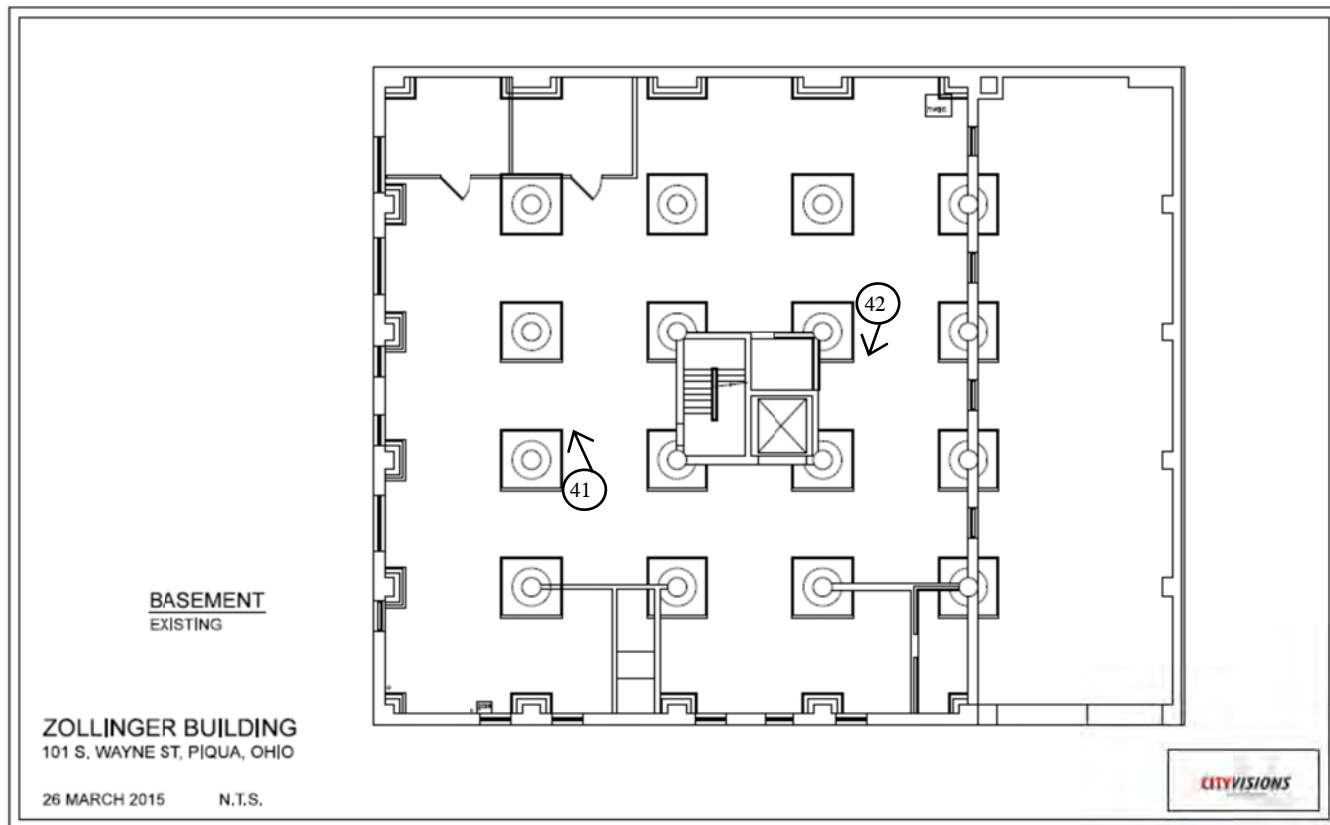 42
41
BASEMENT
EXISTING
ZOLLINGER BUILDING
101 S. WAYNE ST, PIQUA, OHIO
26 MARCH 2015 N.T.S.
CITYVISIONS